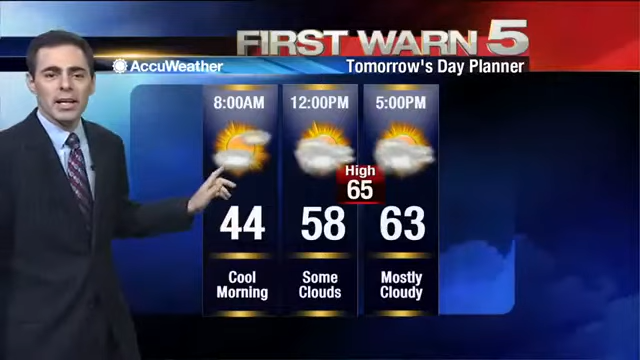 FIRST WARN 5
AccuWeather
Tomorrow's Day Planner
8:00AM
12:00PM
5:00PM
High
65
44
58
63
Cool
Morning
Some
Clouds
Mostly
Cloudy